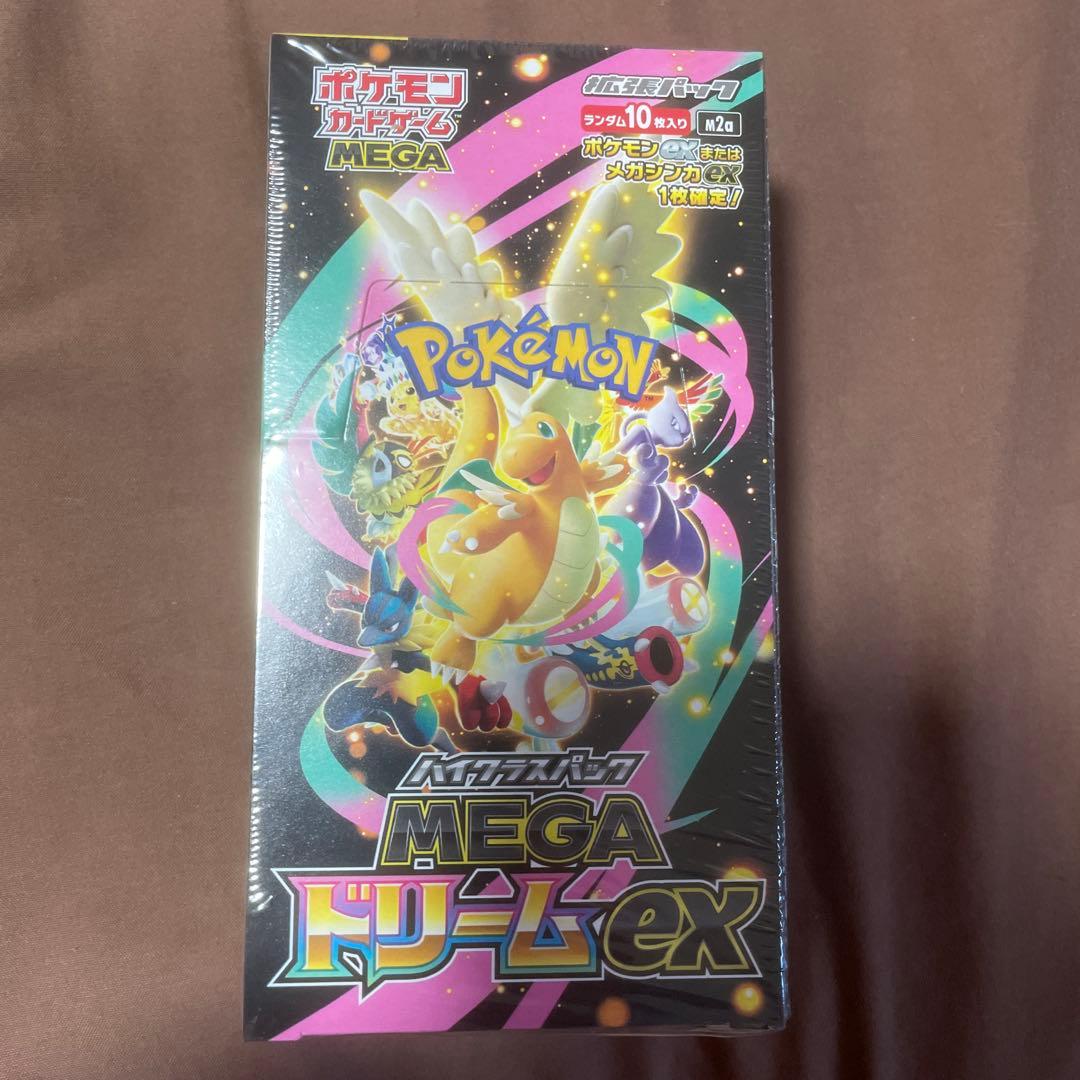 ポケモン
カードゲーム™
MEGA
拡張パック
ランダム10枚入り M2a
ポケモンexまたは
メガシンカex
1枚確定!
POKéMON™
ハイクラスパック
MEGA
ドリームex